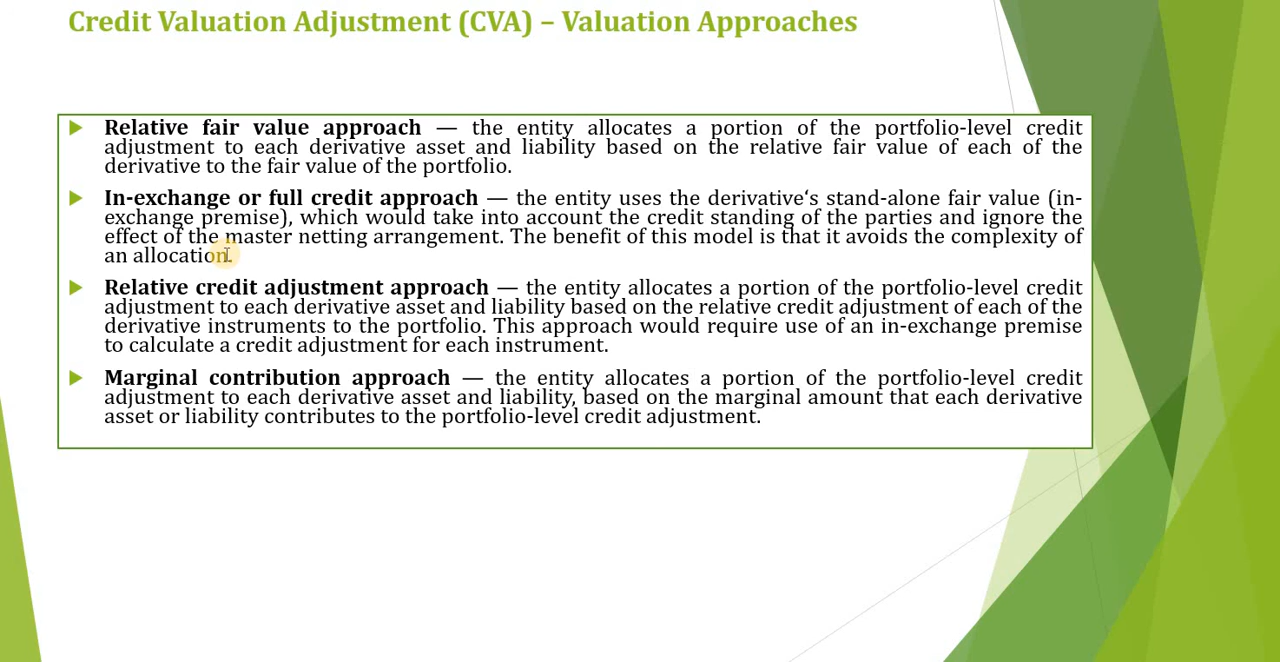 Credit Valuation Adjustment (CVA) – Valuation Approaches
Relative fair value approach — the entity allocates a portion of the portfolio-level credit
adjustment to each derivative asset and liability based on the relative fair value of each of the
derivative to the fair value of the portfolio.
In-exchange or full credit approach — the entity uses the derivative‘s stand-alone fair value (in-
exchange premise), which would take into account the credit standing of the parties and ignore the
effect of the master netting arrangement. The benefit of this model is that it avoids the complexity of
an allocation.
Relative credit adjustment approach — the entity allocates a portion of the portfolio-level credit
adjustment to each derivative asset and liability based on the relative credit adjustment of each of the
derivative instruments to the portfolio. This approach would require use of an in-exchange premise
to calculate a credit adjustment for each instrument.
Marginal contribution approach — the entity allocates a portion of the portfolio-level credit
adjustment to each derivative asset and liability, based on the marginal amount that each derivative
asset or liability contributes to the portfolio-level credit adjustment.